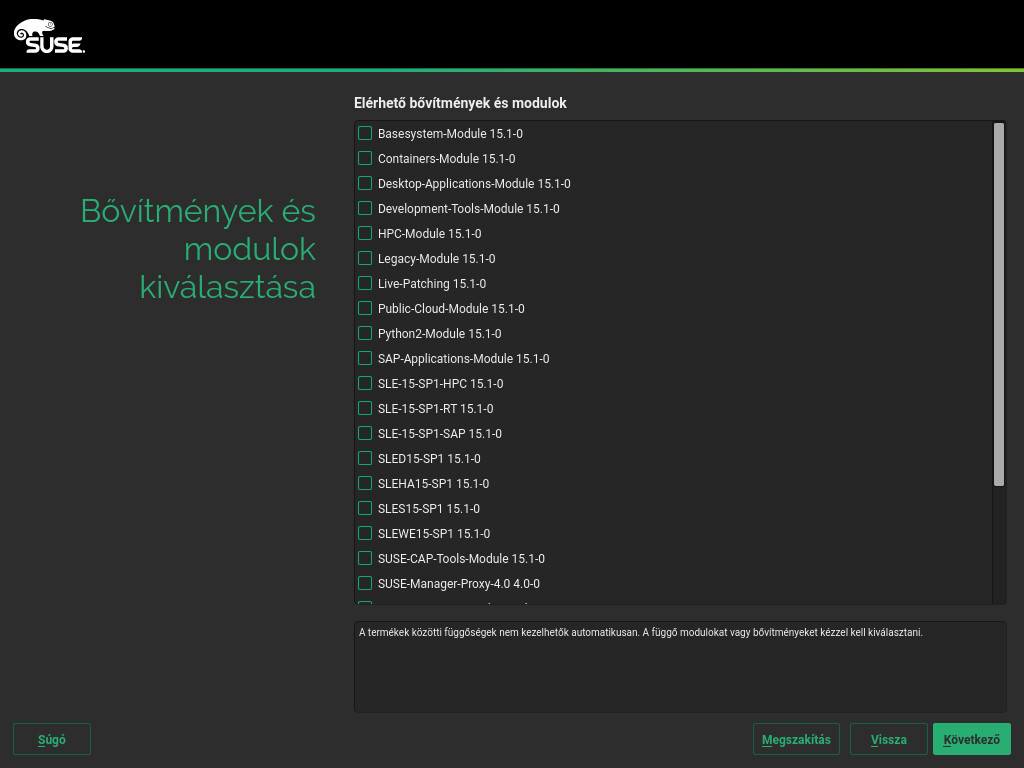 SUSE.
Elérhető bővítmények és modulok
Basesystem-Module 15.1-0
Containers-Module 15.1-0
Desktop-Applications-Module 15.1-0
Development-Tools-Module 15.1-0
HPC-Module 15.1-0
Legacy-Module 15.1-0
Live-Patching 15.1-0
Public-Cloud-Module 15.1-0
Python2-Module 15.1-0
SAP-Applications-Module 15.1-0
SLE-15-SP1-HPC 15.1-0
SLE-15-SP1-RT 15.1-0
SLE-15-SP1-SAP 15.1-0
SLED15-SP1 15.1-0
SLEHA15-SP1 15.1-0
SLES15-SP1 15.1-0
SLEWE15-SP1 15.1-0
SUSE-CAP-Tools-Module 15.1-0
SUSE-Manager-Proxy-4.0 4.0-0
Bővítmények és
modulok
kiválasztása
A termékek közötti függőségek nem kezelhetők automatikusan. A függő modulokat vagy bővítményeket kézzel kell kiválasztani.
Súgó
Megszakítás
Vissza
Következő